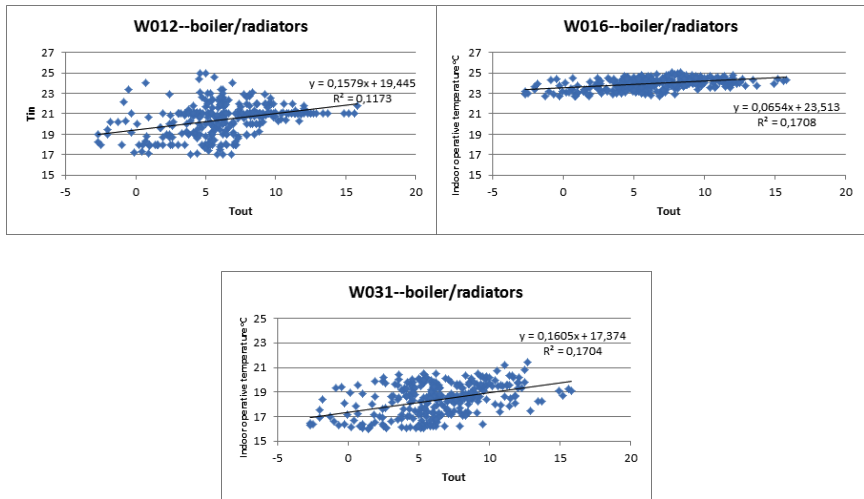 W012--boiler/radiators
27
25
23
21
19
17
15
Tin
y = 0,1579x + 19,445
R² = 0,1173
-5 0 5 10 15 20
Tout
W016--boiler/radiators
27
25
23
21
19
17
15
Indoor operative temperature ºC
y = 0,0654x + 23,513
R² = 0,1708
-5 0 5 10 15 20
Tout
W031--boiler/radiators
25
23
21
19
17
15
Indoor operative temperature ºC
y = 0,1605x + 17,374
R² = 0,1704
-5 0 5 10 15 20
Tout